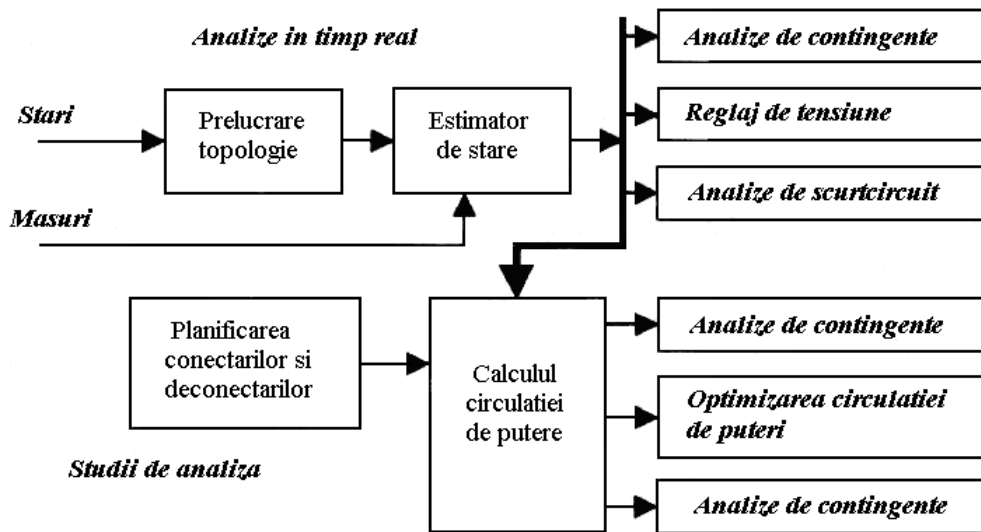 Analize in timp real
Analize de contingente
Stari
Prelucrare
topologie
Estimator
de stare
Reglaj de tensiune
Analize de scurtcircuit
Masuri
Planificarea
conectarilor si
deconectarilor
Calculul
circulatiei
de putere
Analize de contingente
Optimizarea circulatiei
de puteri
Analize de contingente
Studii de analiza